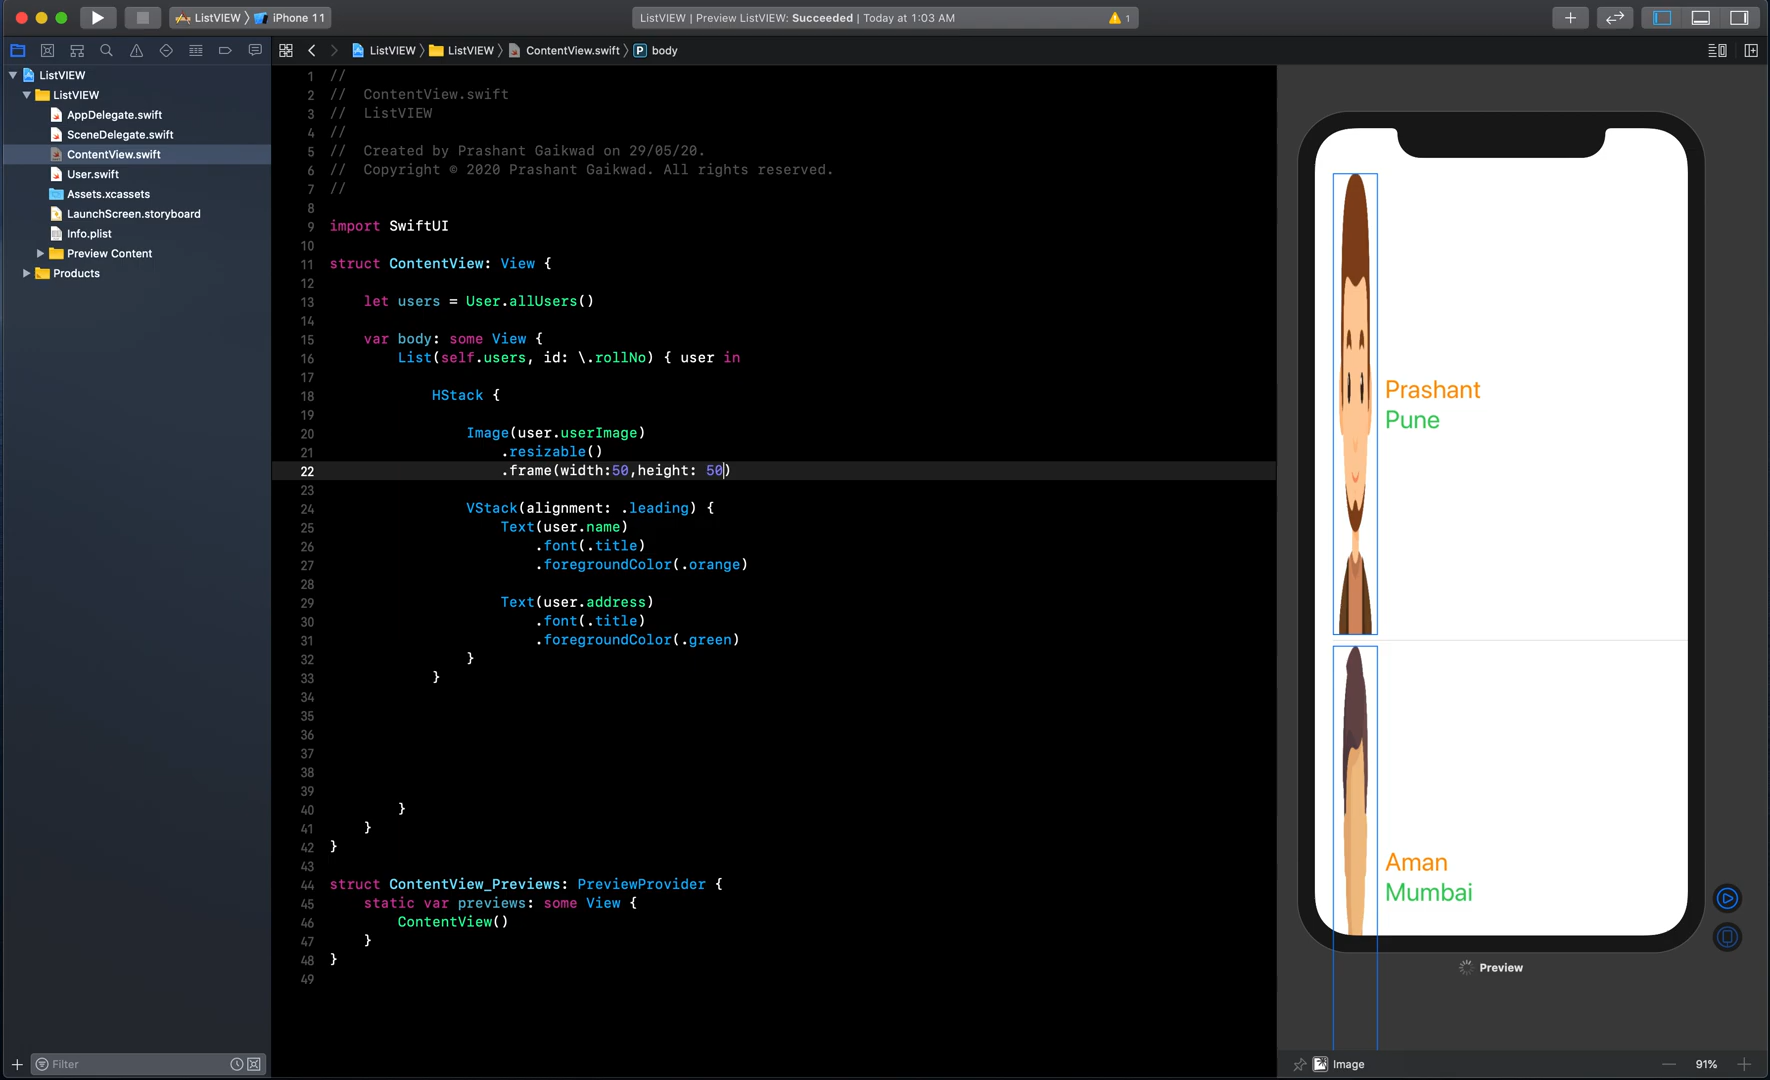 ListVIEW
iPhone 11
ListVIEW | Preview ListVIEW: Succeeded | Today at 1:03 AM
1
ListVIEW
ListVIEW
ContentView.swift
P
body
ListVIEW
ListVIEW
AppDelegate.swift
SceneDelegate.swift
ContentView.swift
User.swift
Assets.xcassets
LaunchScreen.storyboard
Info.plist
Preview Content
Products
Filter
1 //
2 //  ContentView.swift
3 //  ListVIEW
4 //
5 //  Created by Prashant Gaikwad on 29/05/20.
6 //  Copyright © 2020 Prashant Gaikwad. All rights reserved.
7 //
8
9 import SwiftUI
10
11 struct ContentView: View {
12
13     let users = User.allUsers()
14
15     var body: some View {
16         List(self.users, id: \.rollNo) { user in
17
18             HStack {
19
20                 Image(user.userImage)
21                     .resizable()
22                     .frame(width:50,height: 50)
23
24                 VStack(alignment: .leading) {
25                     Text(user.name)
26                         .font(.title)
27                         .foregroundColor(.orange)
28
29                     Text(user.address)
30                         .font(.title)
31                         .foregroundColor(.green)
32                 }
33             }
34
35
36
37
38
39
40         }
41     }
42 }
43
44 struct ContentView_Previews: PreviewProvider {
45     static var previews: some View {
46         ContentView()
47     }
48 }
49
Prashant
Pune
Aman
Mumbai
Preview
Image
91%